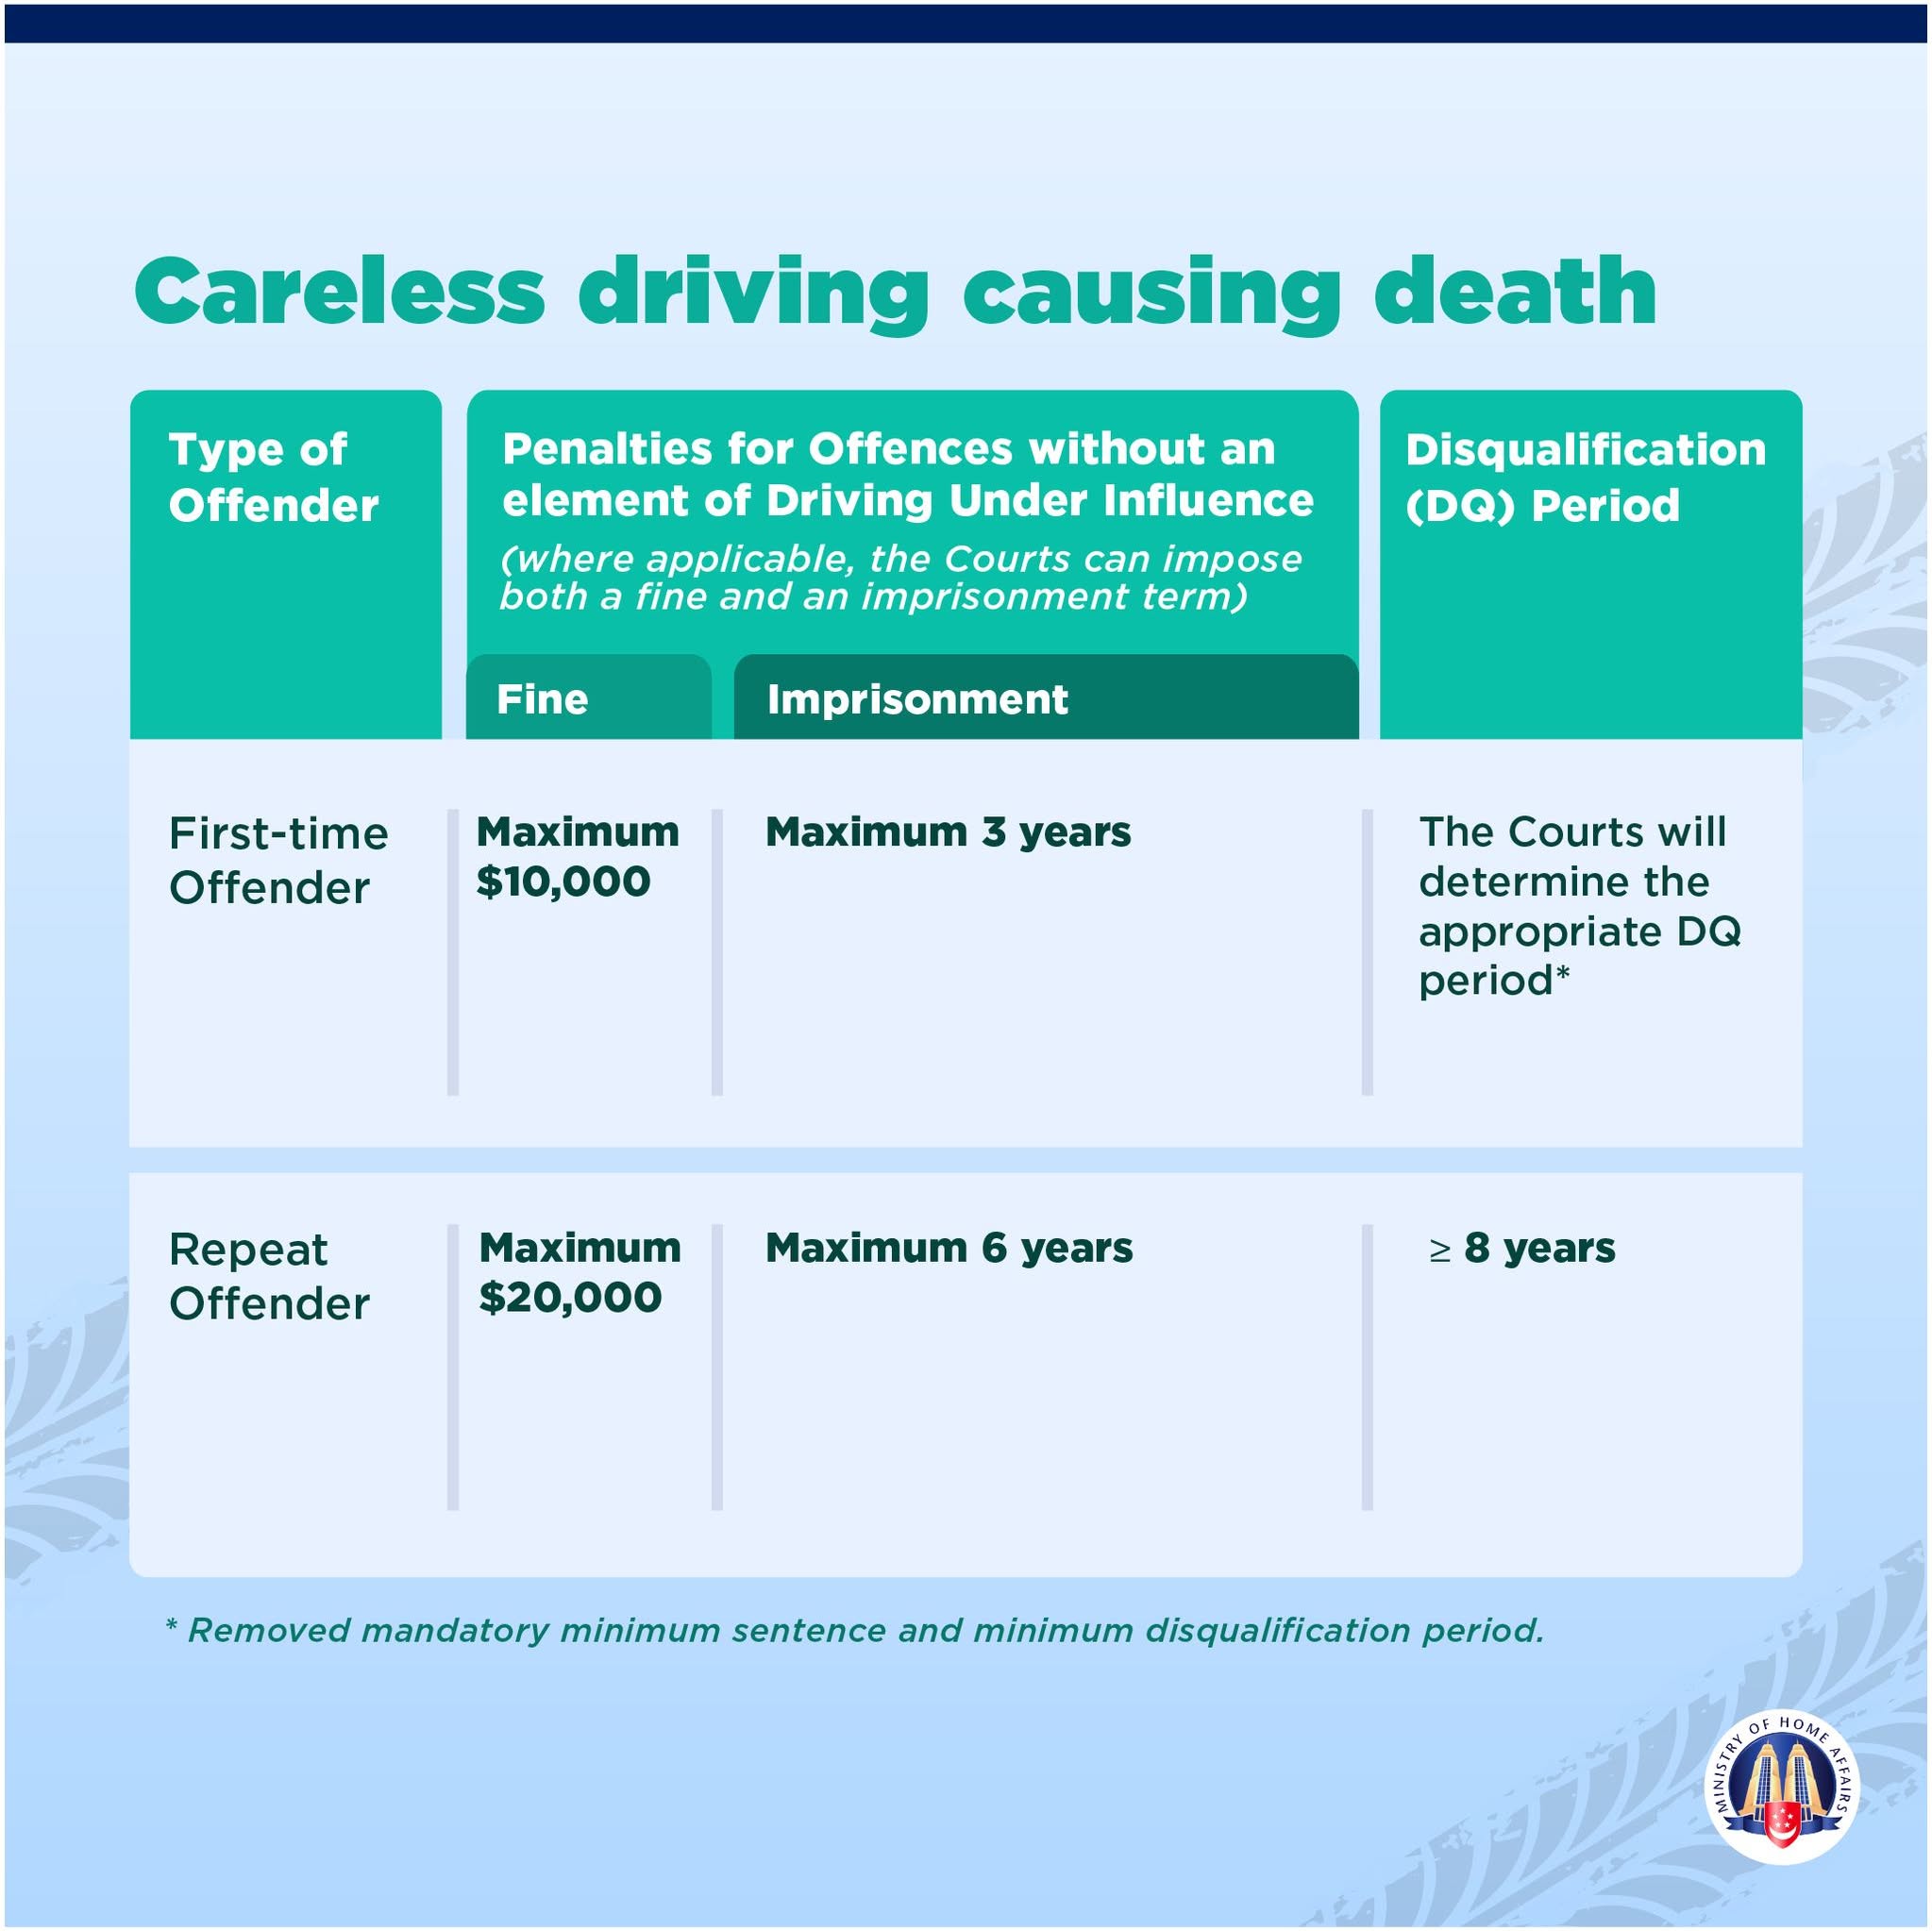 Careless driving causing death
Type of
Offender
Penalties for Offences without an
element of Driving Under Influence
(where applicable, the Courts can impose
both a fine and an imprisonment term)
Fine
Imprisonment
Disqualification
(DQ) Period
First-time
Offender
Maximum
$10,000
Maximum 3 years
The Courts will
determine the
appropriate DQ
period*
Repeat
Offender
Maximum
$20,000
Maximum 6 years
≥ 8 years
* Removed mandatory minimum sentence and minimum disqualification period.
MINISTRY OF HOME AFFAIRS